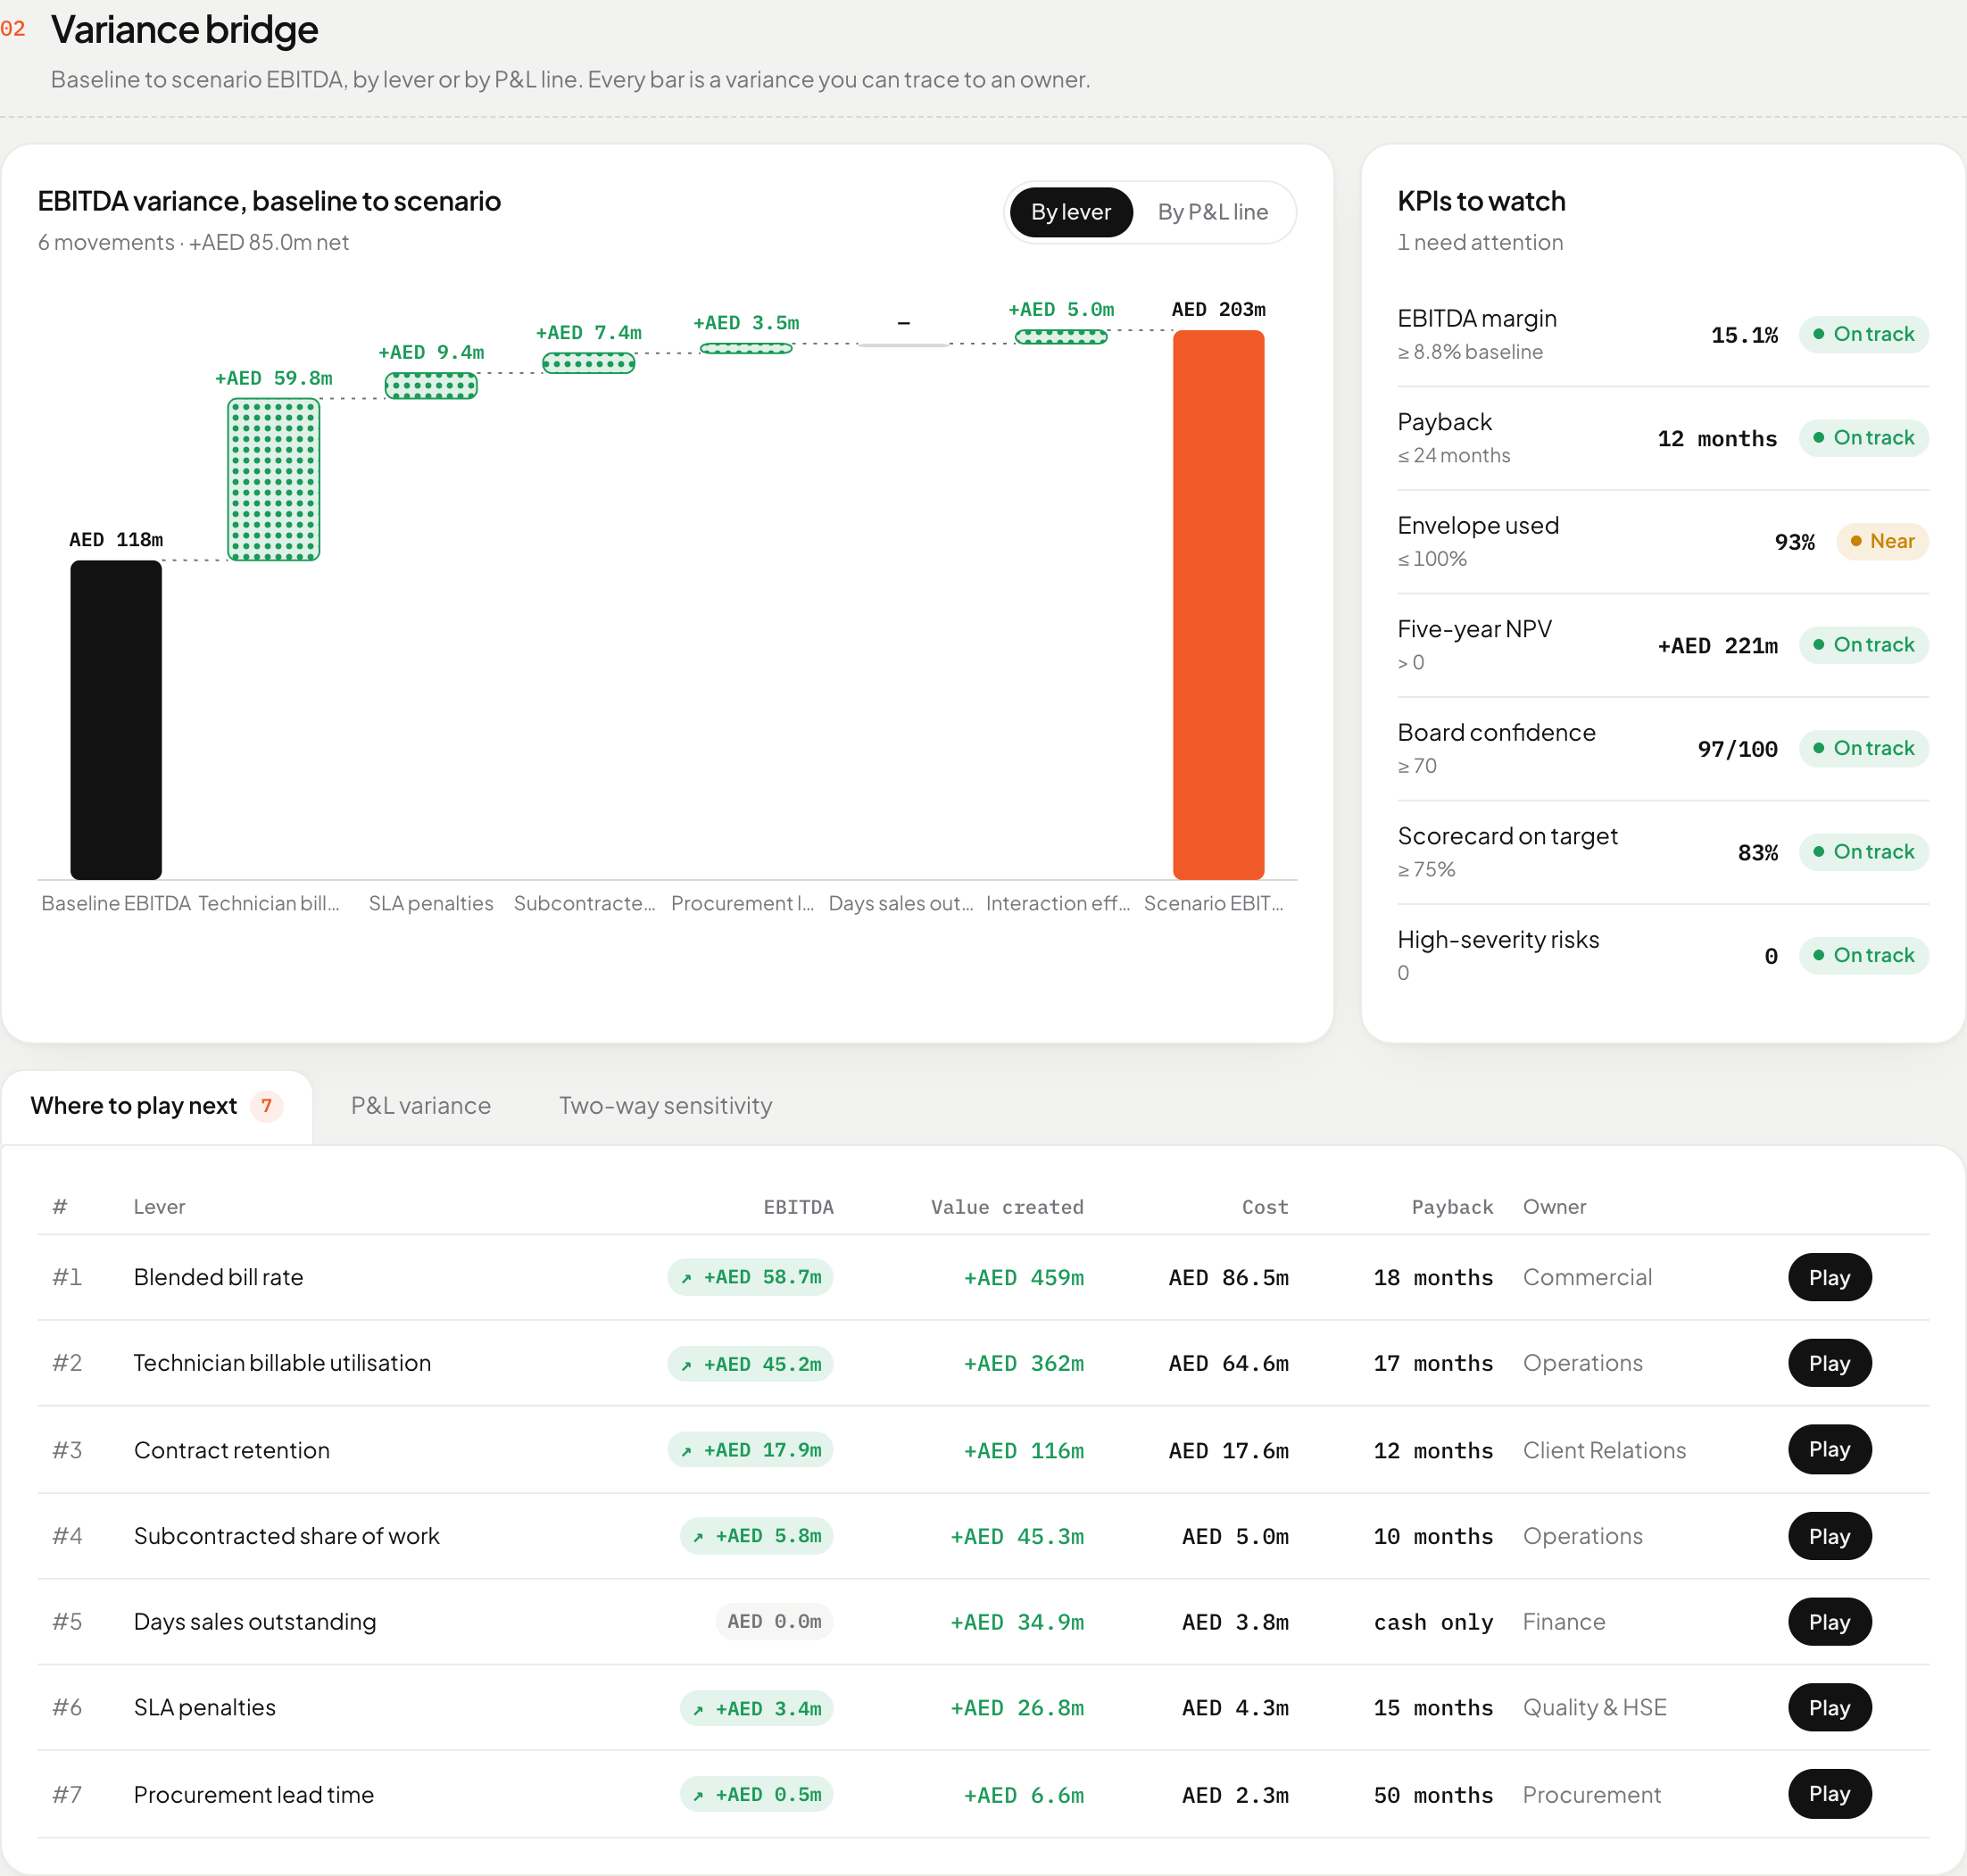 02 Variance bridge
Baseline to scenario EBITDA, by lever or by P&L line. Every bar is a variance you can trace to an owner.
EBITDA variance, baseline to scenario
6 movements · +AED 85.0m net
By lever By P&L line
AED 118m
+AED 59.8m
+AED 9.4m
+AED 7.4m
+AED 3.5m
—
+AED 5.0m
AED 203m
Baseline EBITDA Technician bill... SLA penalties Subcontracte... Procurement l... Days sales out... Interaction eff... Scenario EBIT...
KPIs to watch
1 need attention
EBITDA margin 15.1% On track
≥ 8.8% baseline
Payback 12 months On track
≤ 24 months
Envelope used 93% Near
≤ 100%
Five-year NPV +AED 221m On track
> 0
Board confidence 97/100 On track
≥ 70
Scorecard on target 83% On track
≥ 75%
High-severity risks 0 On track
0
Where to play next 7 P&L variance Two-way sensitivity
# Lever EBITDA Value created Cost Payback Owner
#1 Blended bill rate ↗ +AED 58.7m +AED 459m AED 86.5m 18 months Commercial Play
#2 Technician billable utilisation ↗ +AED 45.2m +AED 362m AED 64.6m 17 months Operations Play
#3 Contract retention ↗ +AED 17.9m +AED 116m AED 17.6m 12 months Client Relations Play
#4 Subcontracted share of work ↗ +AED 5.8m +AED 45.3m AED 5.0m 10 months Operations Play
#5 Days sales outstanding AED 0.0m +AED 34.9m AED 3.8m cash only Finance Play
#6 SLA penalties ↗ +AED 3.4m +AED 26.8m AED 4.3m 15 months Quality & HSE Play
#7 Procurement lead time ↗ +AED 0.5m +AED 6.6m AED 2.3m 50 months Procurement Play